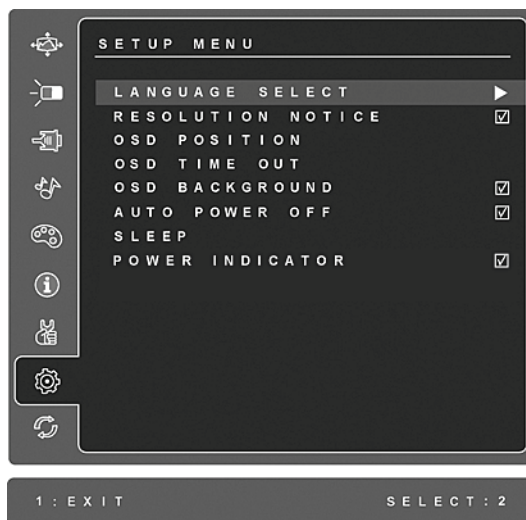 SETUP MENU
LANGUAGE SELECT
RESOLUTION NOTICE
OSD POSITION
OSD TIME OUT
OSD BACKGROUND
AUTO POWER OFF
SLEEP
POWER INDICATOR
1:EXIT SELECT:2